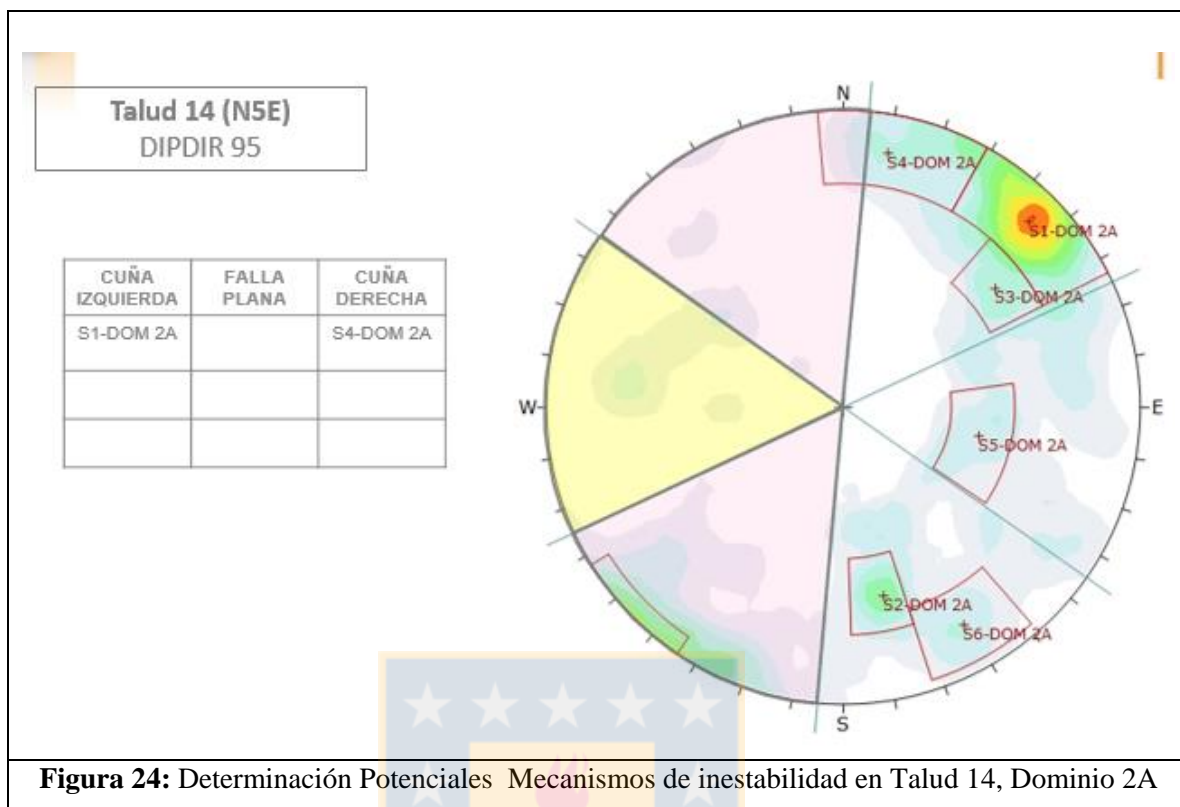 Talud 14 (N5E)
DIPDIR 95
CUÑA IZQUIERDA
FALLA PLANA
CUÑA DERECHA
S1-DOM 2A
S4-DOM 2A
N
S4-DOM 2A
S1-DOM 2A
S3-DOM 2A
W
E
S5-DOM 2A
S2-DOM 2A
S6-DOM 2A
S
Figura 24: Determinación Potenciales Mecanismos de inestabilidad en Talud 14, Dominio 2A